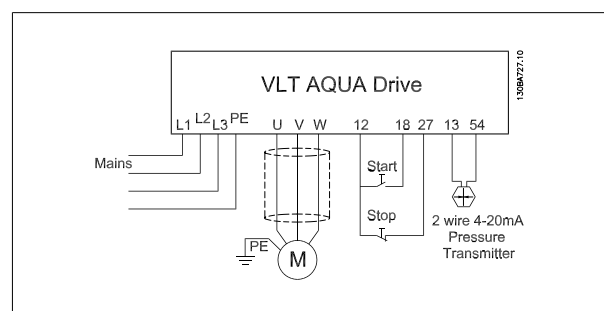 VLT AQUA Drive
130BA727.10
L1 L2 L3 PE U V W 12 18 27 13 54
Mains
Start
Stop
PE
M
2 wire 4-20mA
Pressure
Transmitter